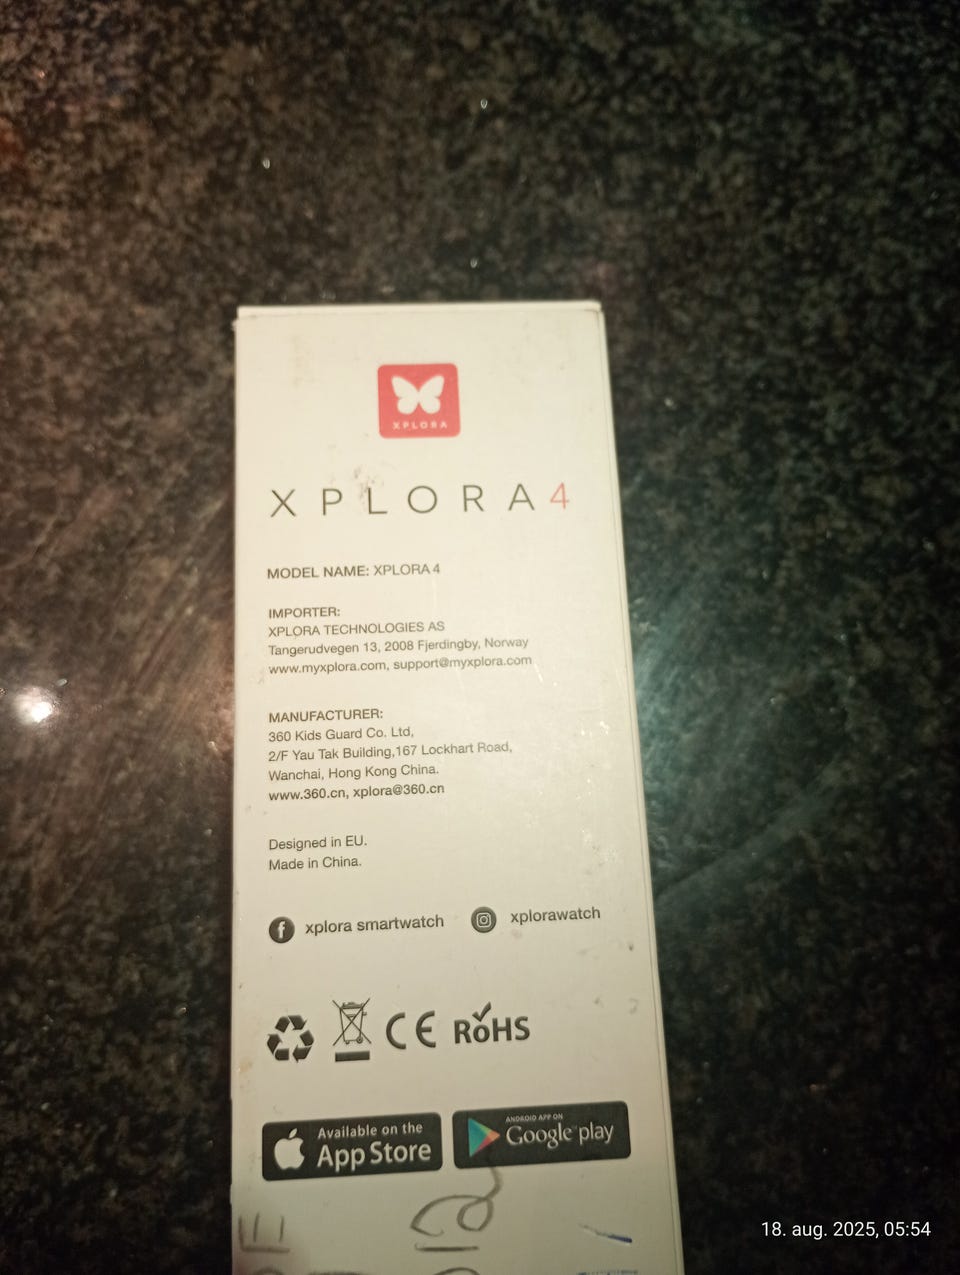 XPLORA
XPLORA4
MODEL NAME: XPLORA 4
IMPORTER:
XPLORA TECHNOLOGIES AS
Tangerudvegen 13, 2008 Fjerdingby, Norway
www.myxplora.com, support@myxplora.com
MANUFACTURER:
360 Kids Guard Co. Ltd,
2/F Yau Tak Building,167 Lockhart Road,
Wanchai, Hong Kong China.
www.360.cn, xplora@360.cn
Designed in EU.
Made in China.
xplora smartwatch
xplorawatch
CE RoHS
Available on the
App Store
ANDROID APP ON
Google play
18. aug. 2025, 05:54